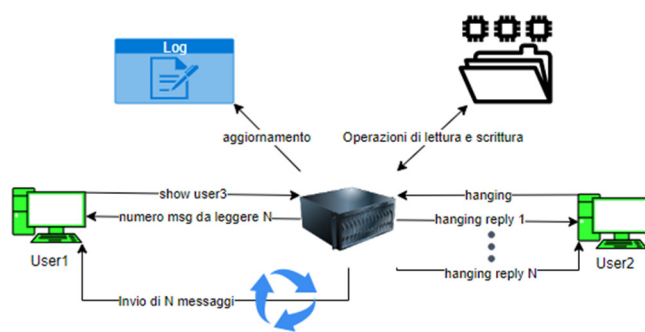 Log
aggiornamento
Operazioni di lettura e scrittura
show user3
hanging
numero msg da leggere N
hanging reply 1
User1
User2
hanging reply N
Invio di N messaggi